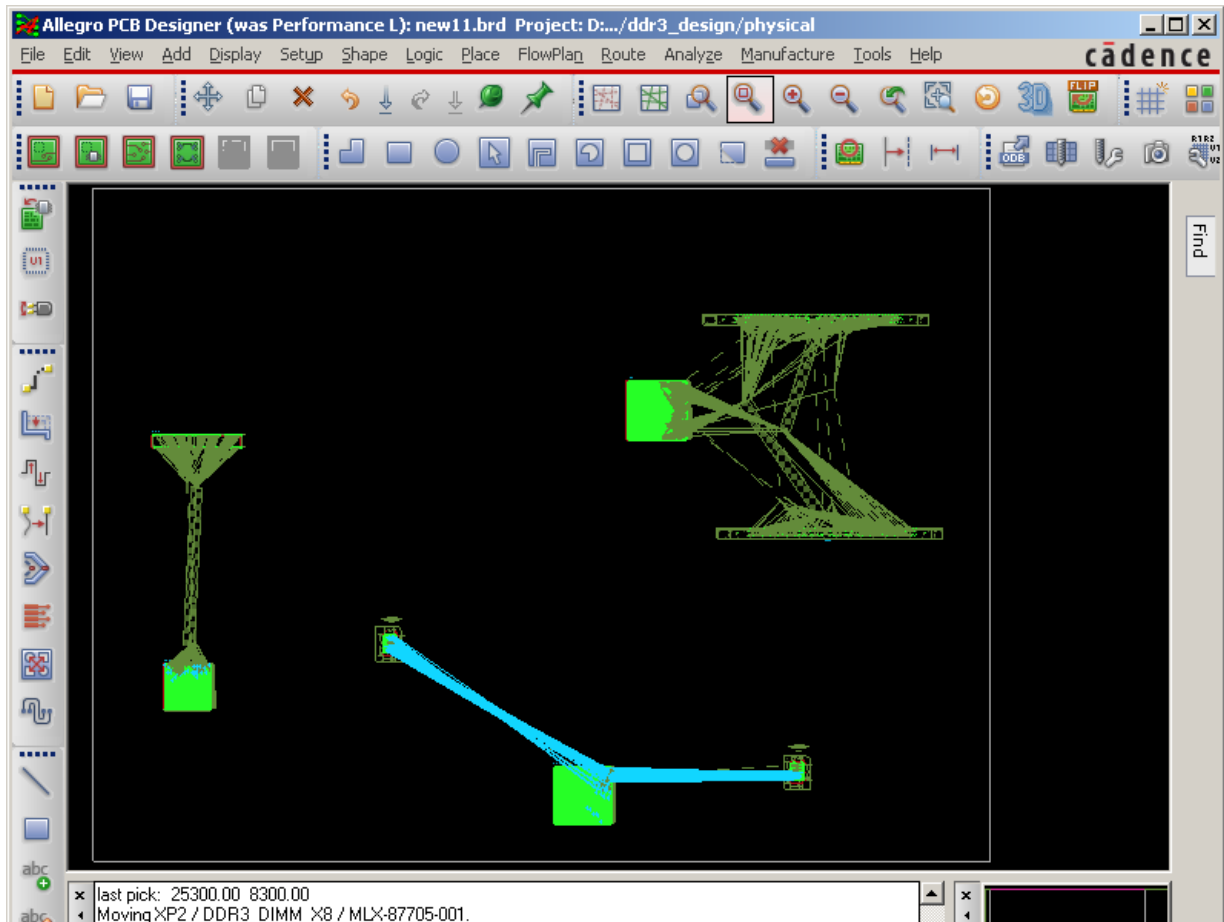 Allegro PCB Designer (was Performance L): new11.brd Project: D:.../ddr3_design/physical
File Edit View Add Display Setup Shape Logic Place FlowPlan Route Analyze Manufacture Tools Help
cādence
3D FLIP
ODB R1R2 U1 U2
U1
Find
abc
abc
last pick: 25300.00 8300.00
Moving XP2 / DDR3_DIMM_X8 / MLX-87705-001.